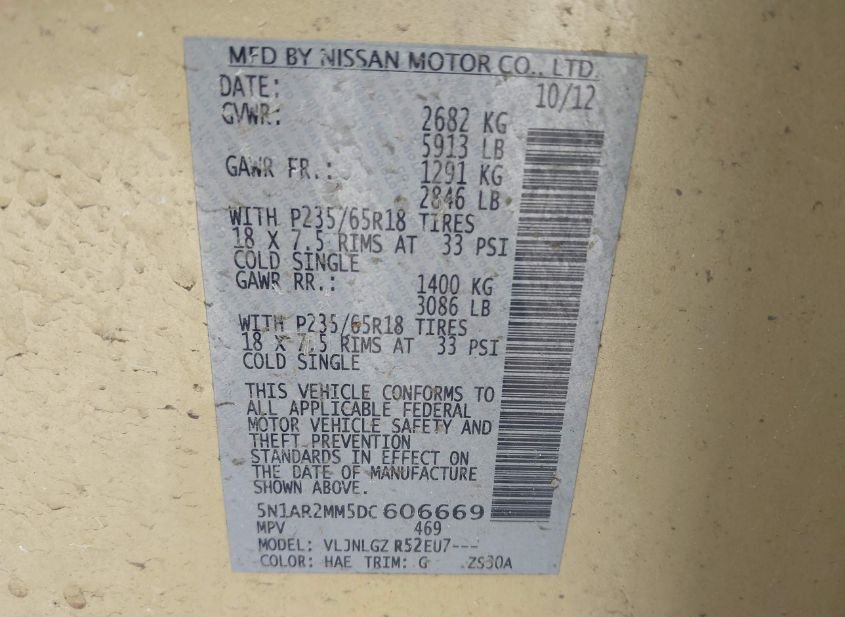 MFD BY NISSAN MOTOR CO., LTD.
DATE: 10/12
GVWR: 2682 KG
5913 LB
GAWR FR.: 1291 KG
2846 LB
WITH P235/65R18 TIRES
18 X 7.5 RIMS AT 33 PSI
COLD SINGLE
GAWR RR.: 1400 KG
3086 LB
WITH P235/65R18 TIRES
18 X 7.5 RIMS AT 33 PSI
COLD SINGLE
THIS VEHICLE CONFORMS TO
ALL APPLICABLE FEDERAL
MOTOR VEHICLE SAFETY AND
THEFT PREVENTION
STANDARDS IN EFFECT ON
THE DATE OF MANUFACTURE
SHOWN ABOVE.
5N1AR2MM5DC 606669
MPV 469
MODEL: VLJNLGZ R52EU7---
COLOR: HAE TRIM: G .ZS30A